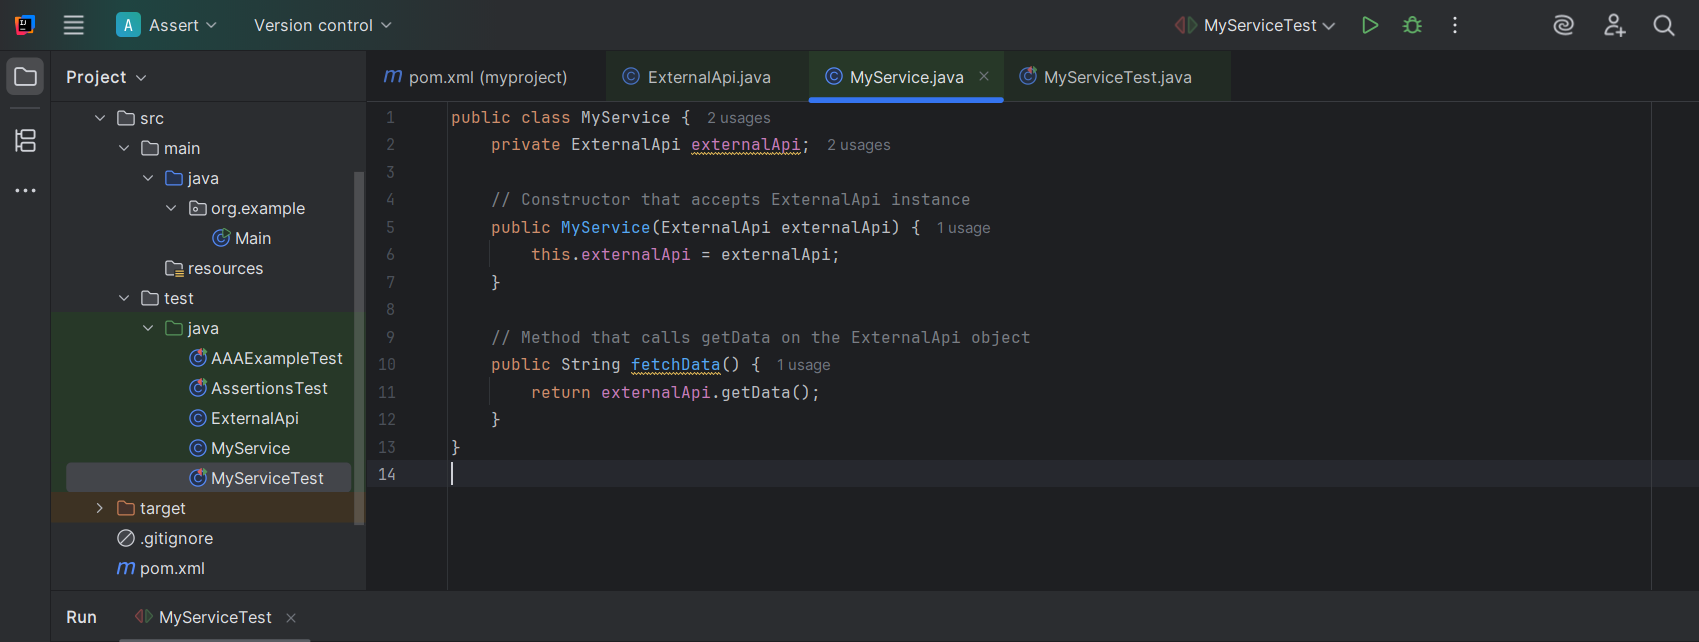 A Assert Version control MyServiceTest
Project
pom.xml (myproject) ExternalApi.java MyService.java MyServiceTest.java
src
main
java
org.example
Main
resources
test
java
AAAExampleTest
AssertionsTest
ExternalApi
MyService
MyServiceTest
target
.gitignore
pom.xml
1 public class MyService { 2 usages
2 private ExternalApi externalApi; 2 usages
3
4 // Constructor that accepts ExternalApi instance
5 public MyService(ExternalApi externalApi) { 1 usage
6 this.externalApi = externalApi;
7 }
8
9 // Method that calls getData on the ExternalApi object
10 public String fetchData() { 1 usage
11 return externalApi.getData();
12 }
13 }
14
Run MyServiceTest